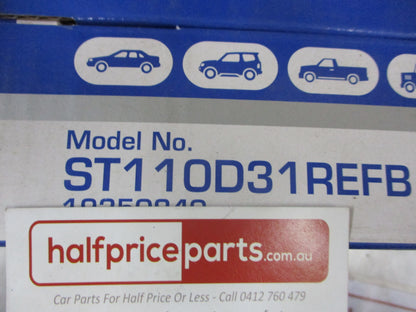 Model No.
ST110D31REFB
halfpriceparts.com.au
Car Parts For Half Price Or Less - Call 0412 760 479